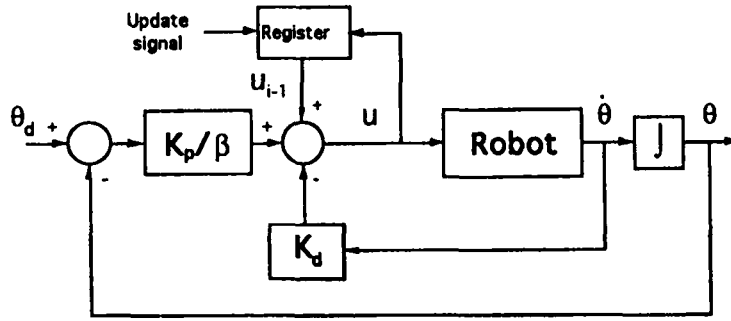 Update
signal
Register
u_{i-1}
θ_d + -
K_p/β
+ + -
u
Robot
θ̇
∫
θ
K_d